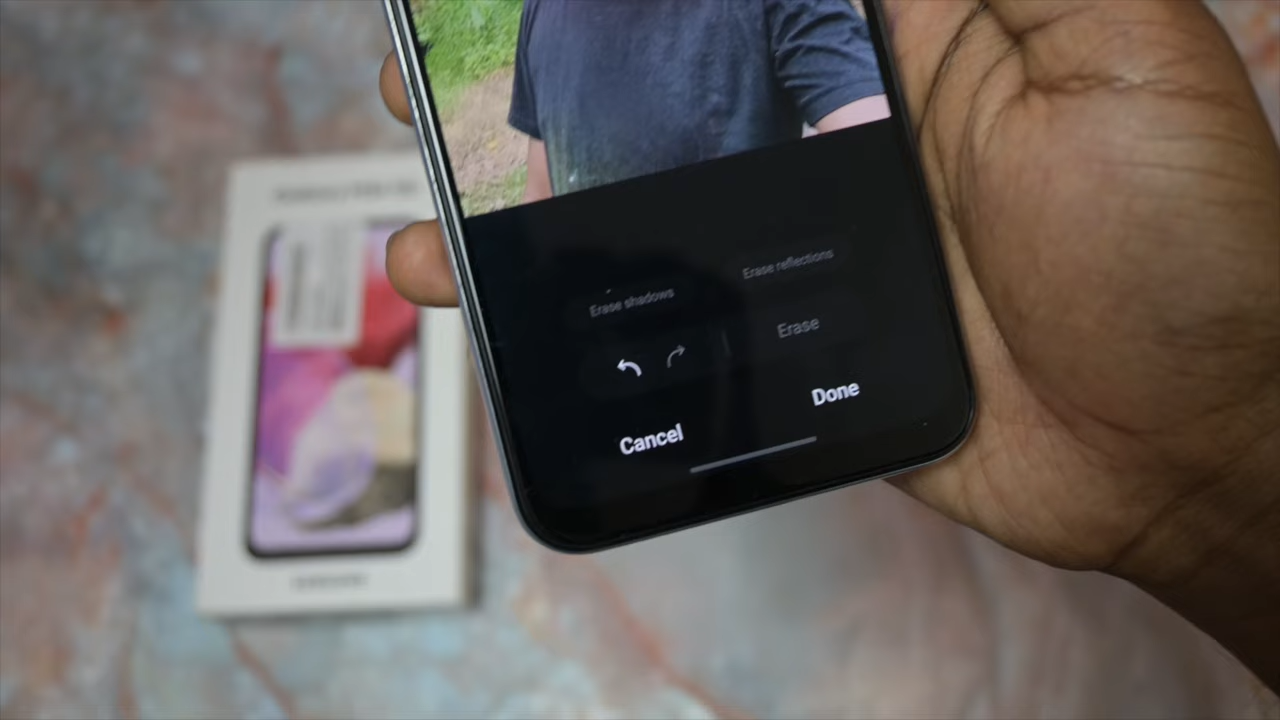 Erase shadows
Erase reflections
Erase
Cancel
Done